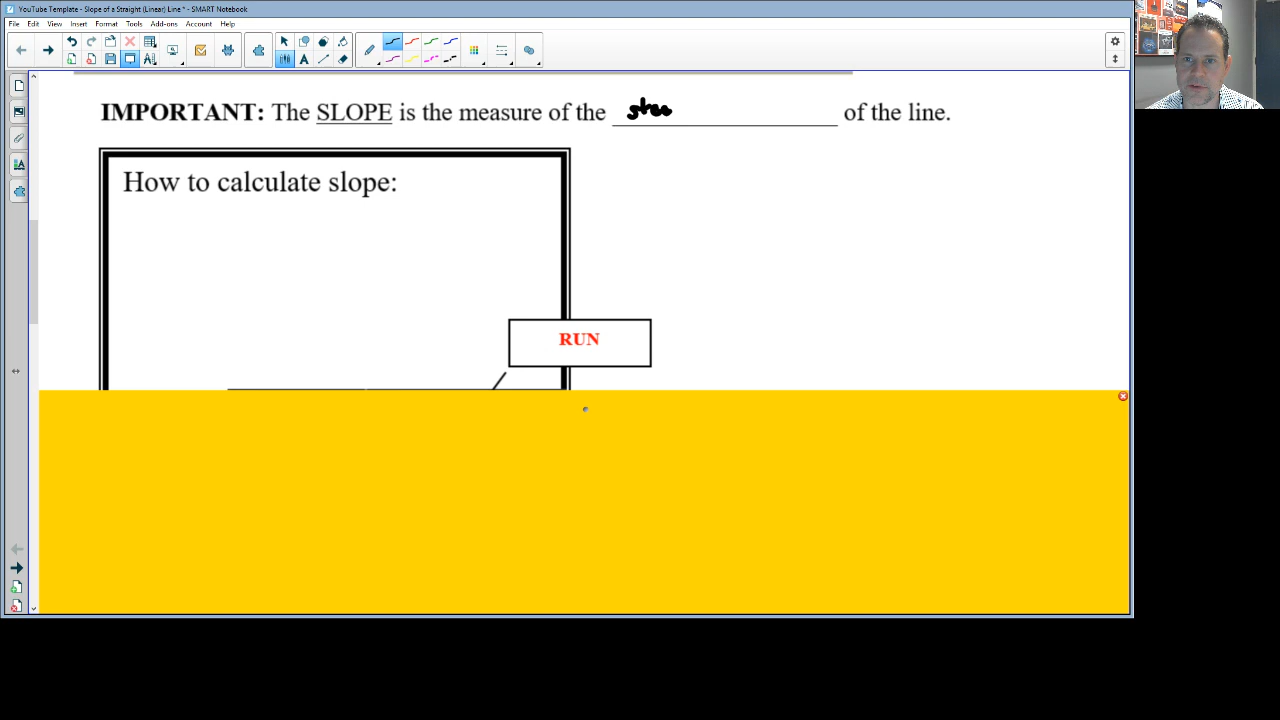 YouTube Template - Slope of a Straight (Linear) Line * - SMART Notebook
File Edit View Insert Format Tools Add-ons Account Help
IMPORTANT: The SLOPE is the measure of the stee of the line.
How to calculate slope:
RUN